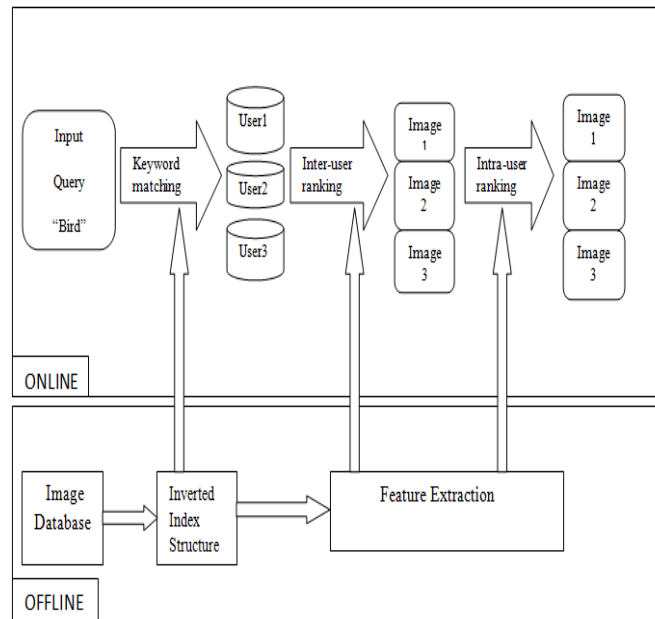 Input
Query
“Bird”
Keyword
matching
User1
User2
User3
Inter-user
ranking
Image
1
Image
2
Image
3
Intra-user
ranking
Image
1
Image
2
Image
3
ONLINE
Image
Database
Inverted
Index
Structure
Feature Extraction
OFFLINE